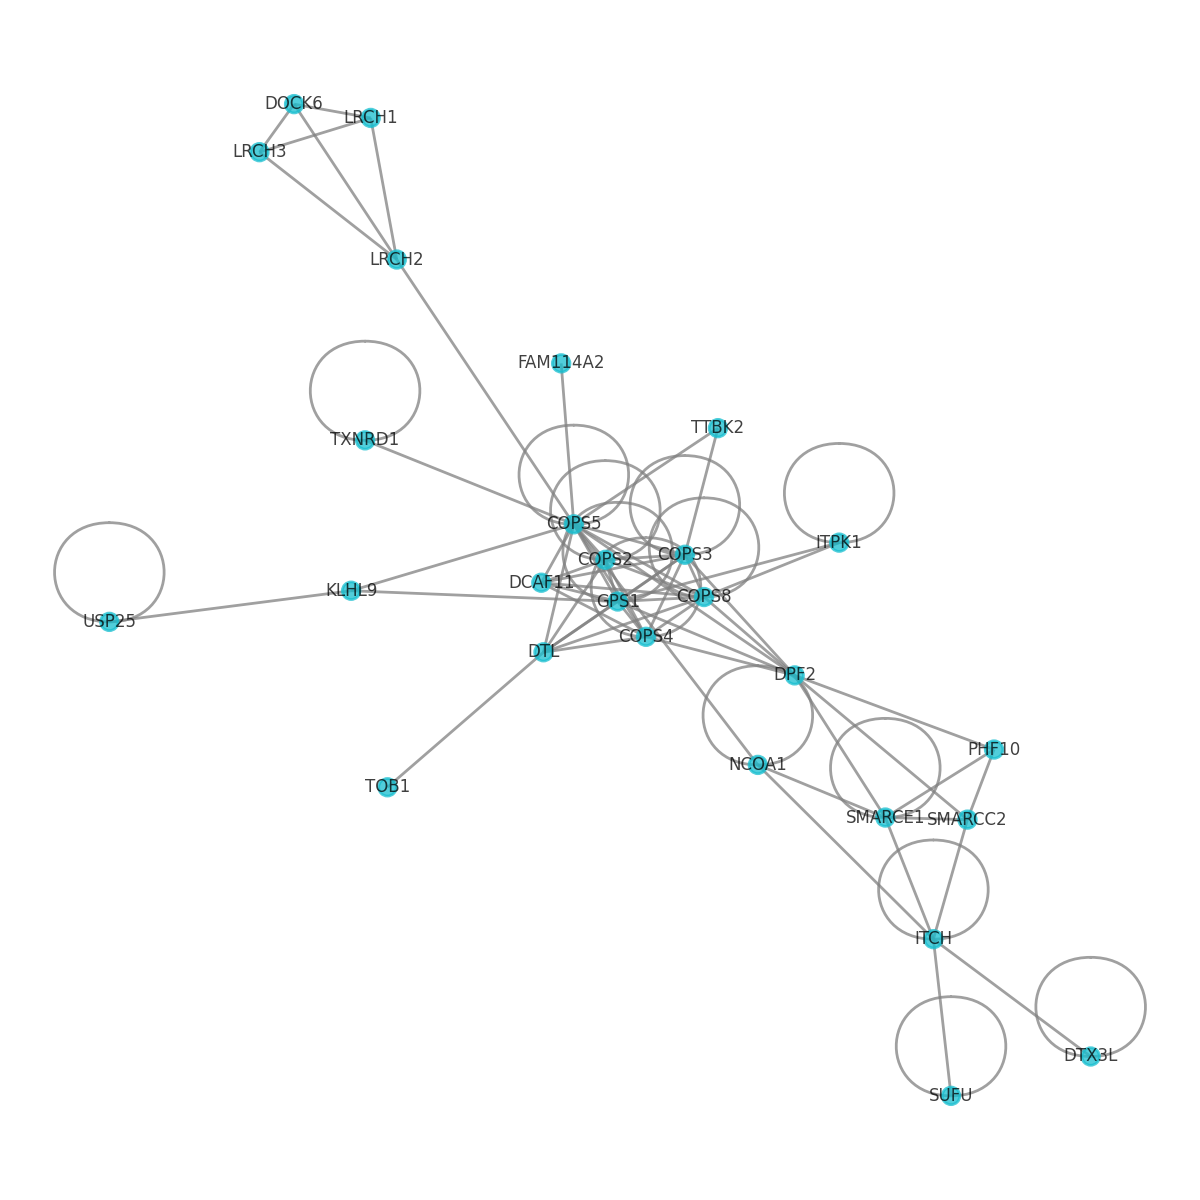 DOCK6
LRCH1
LRCH3
LRCH2
FAM114A2
TTBK2
TXNRD1
COPS5
ITPK1
COPS2
COPS3
DCAF11
KLHL9
COPS8
GPS1
USP25
COPS4
DTL
DPF2
PHF10
NCOA1
TOB1
SMARCE1
SMARCC2
ITCH
DTX3L
SUFU